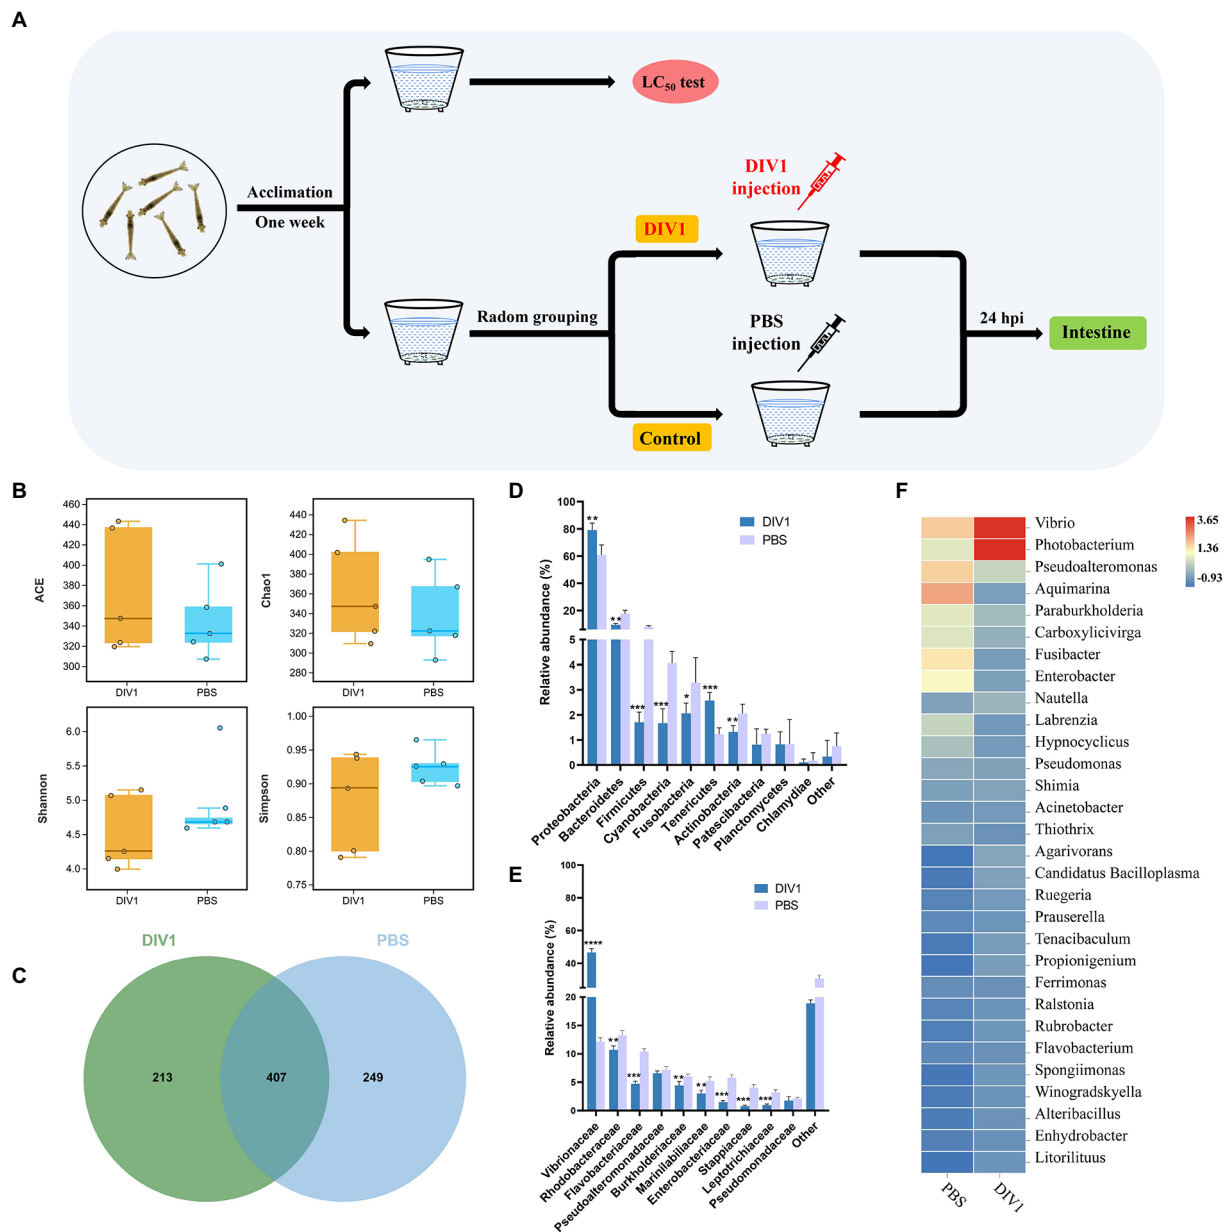 A
LC50 test
Acclimation
One week
DIV1
injection
DIV1
Radom grouping
PBS
injection
24 hpi
Intestine
Control
B
460
440
420
400
380
360
340
320
300
ACE
DIV1
PBS
440
420
400
380
360
340
320
300
280
Chao1
DIV1
PBS
6.0
5.5
5.0
4.5
4.0
Shannon
DIV1
PBS
1.00
0.95
0.90
0.85
0.80
0.75
Simpson
DIV1
PBS
C
DIV1
PBS
213
407
249
D
100
80
60
40
20
5
4
3
2
1
0
Relative abundance (%)
DIV1
PBS
**
**
***
***
*
***
**
Proteobacteria
Bacteroidetes
Firmicutes
Cyanobacteria
Fusobacteria
Tenericutes
Actinobacteria
Patescibacteria
Planctomycetes
Chlamydiae
Other
E
100
80
60
40
20
15
10
5
0
Relative abundance (%)
DIV1
PBS
****
**
***
**
**
***
***
***
Vibrionaceae
Rhodobacteraceae
Flavobacteriaceae
Pseudoalteromonadaceae
Burkholderiaceae
Marinilabiliaceae
Enterobacteriaceae
Stappiaceae
Leptotrichiaceae
Pseudomonadaceae
Other
F
3.65
1.36
-0.93
Vibrio
Photobacterium
Pseudoalteromonas
Aquimarina
Paraburkholderia
Carboxylicivirga
Fusibacter
Enterobacter
Nautella
Labrenzia
Hypnocyclicus
Pseudomonas
Shimia
Acinetobacter
Thiothrix
Agarivorans
Candidatus Bacilloplasma
Ruegeria
Prauserella
Tenacibaculum
Propionigenium
Ferrimonas
Ralstonia
Rubrobacter
Flavobacterium
Spongiimonas
Winogradskyella
Alteribacillus
Enhydrobacter
Litorilituus
PBS
DIV1